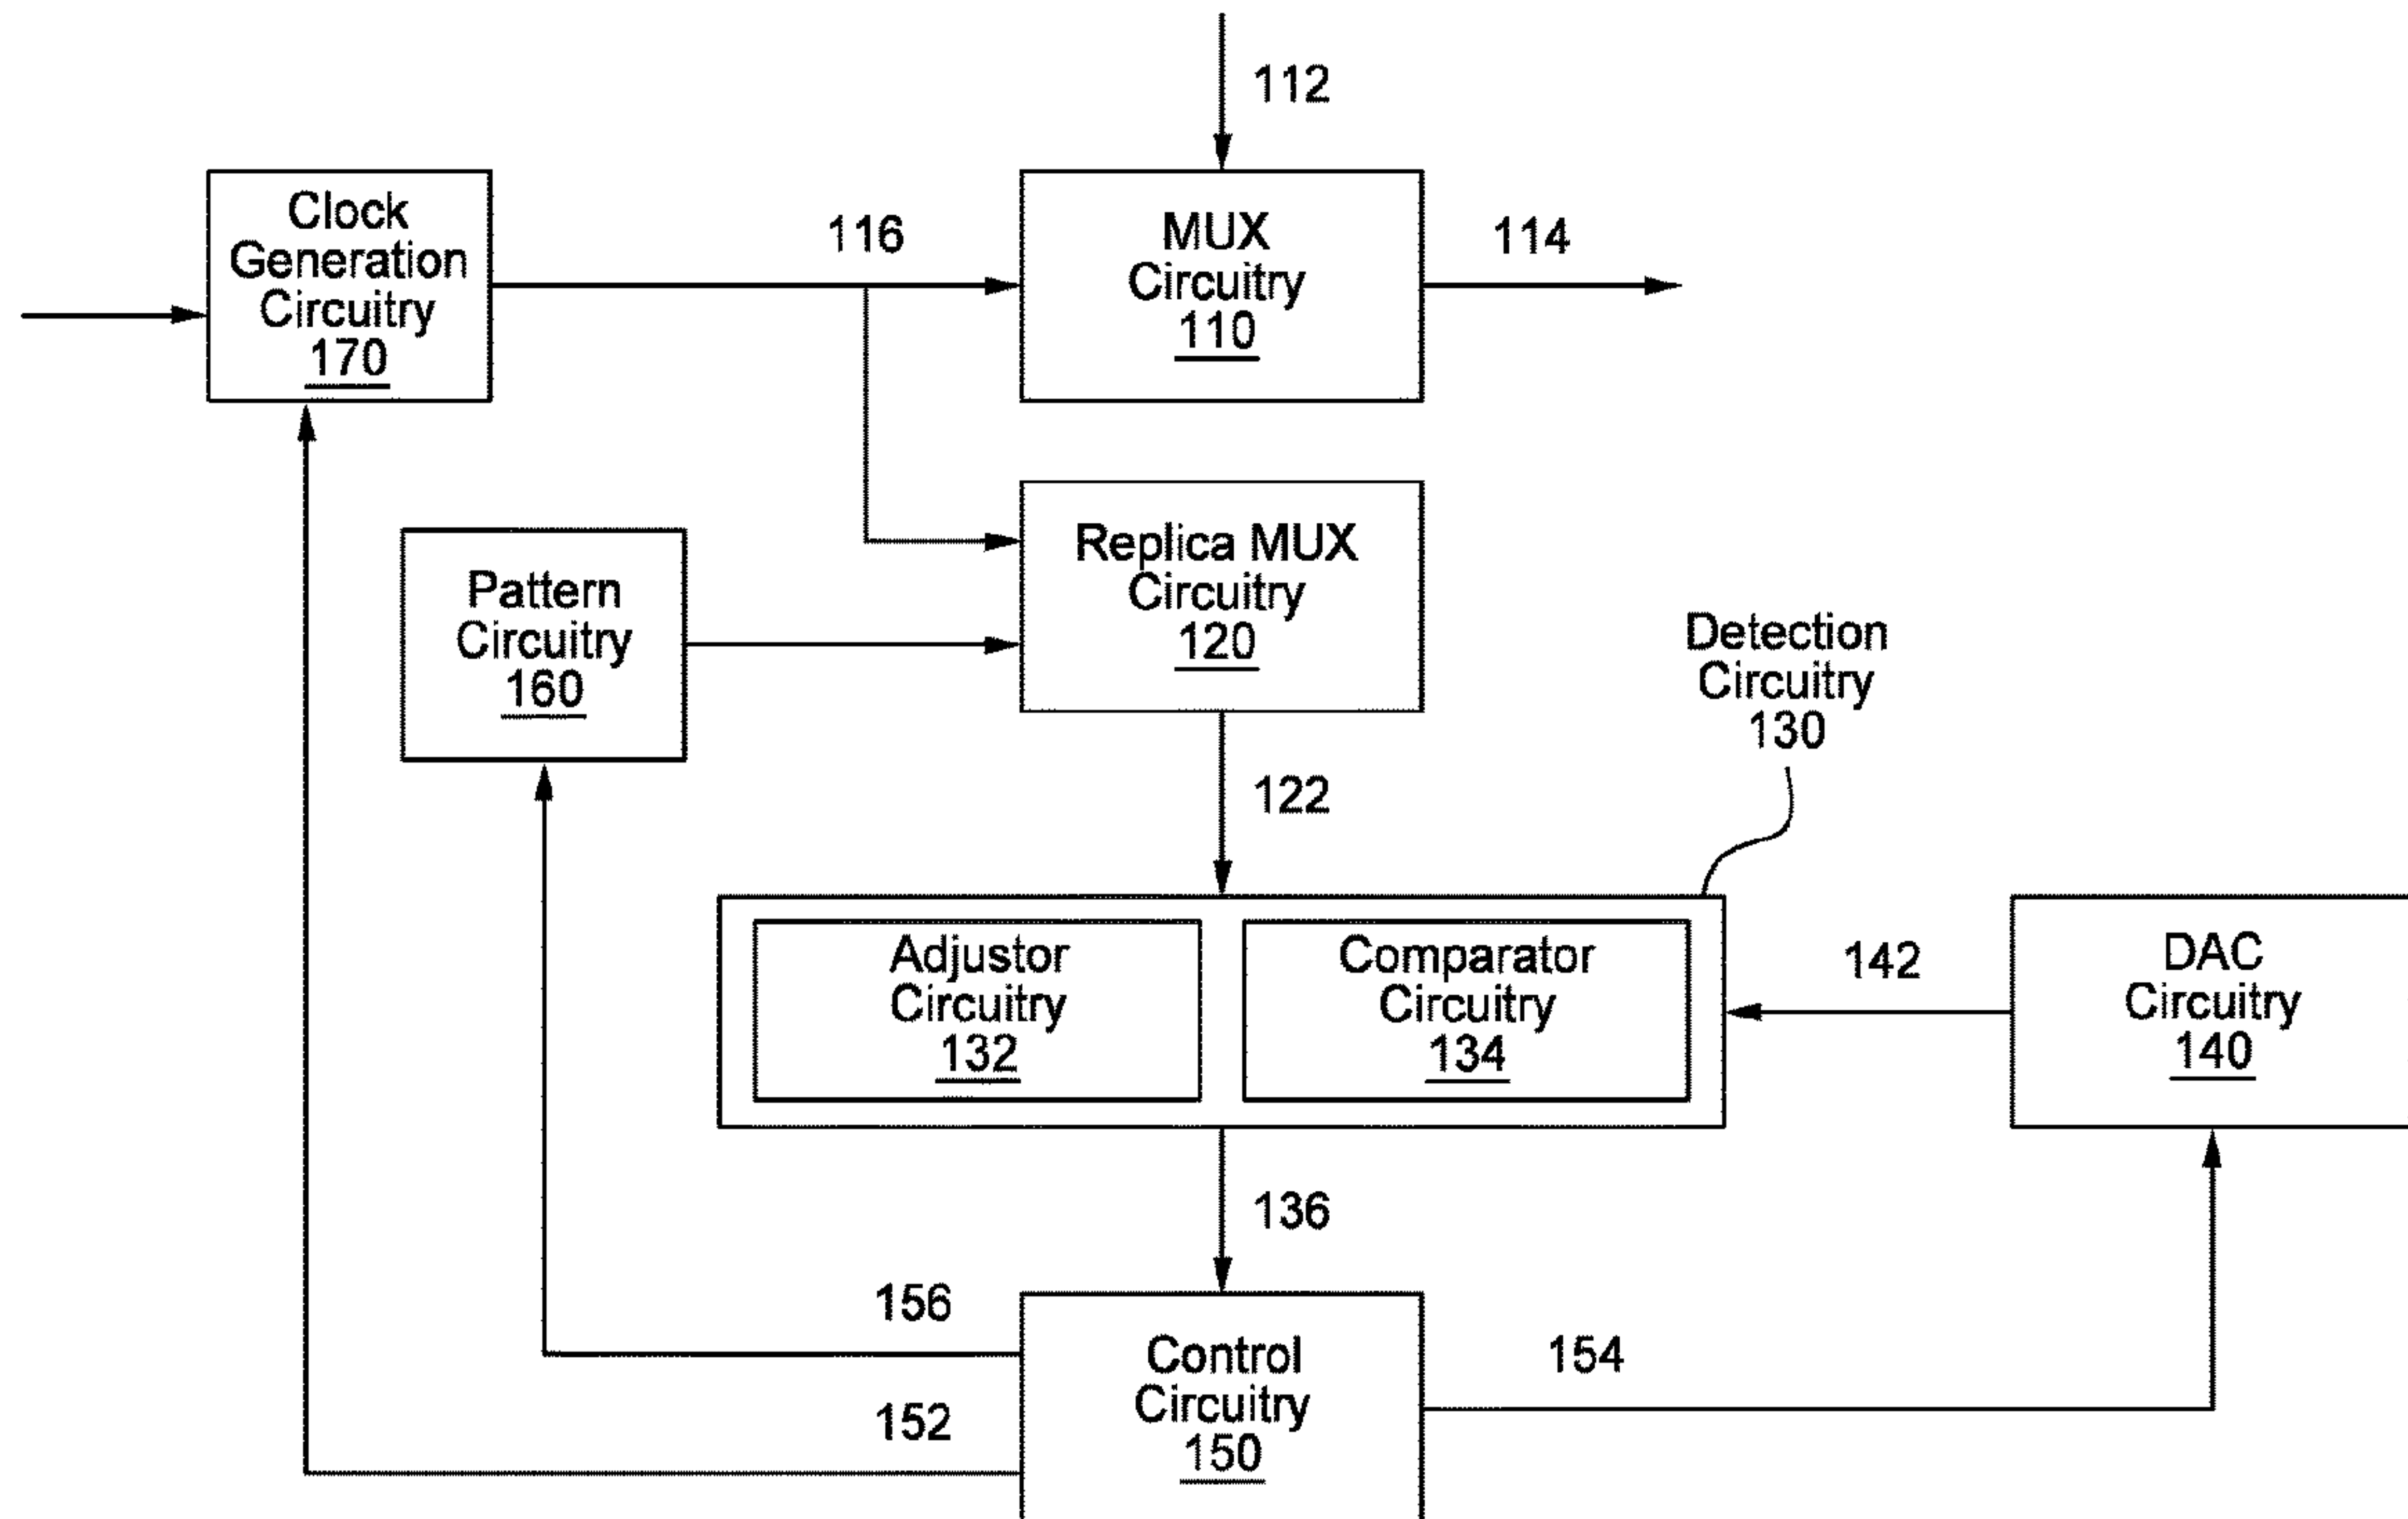 112
Clock
Generation
Circuitry
170
116
MUX
Circuitry
110
114
Replica MUX
Circuitry
120
Pattern
Circuitry
160
Detection
Circuitry
130
122
Adjustor
Circuitry
132
Comparator
Circuitry
134
142
DAC
Circuitry
140
136
156
Control
Circuitry
150
154
152